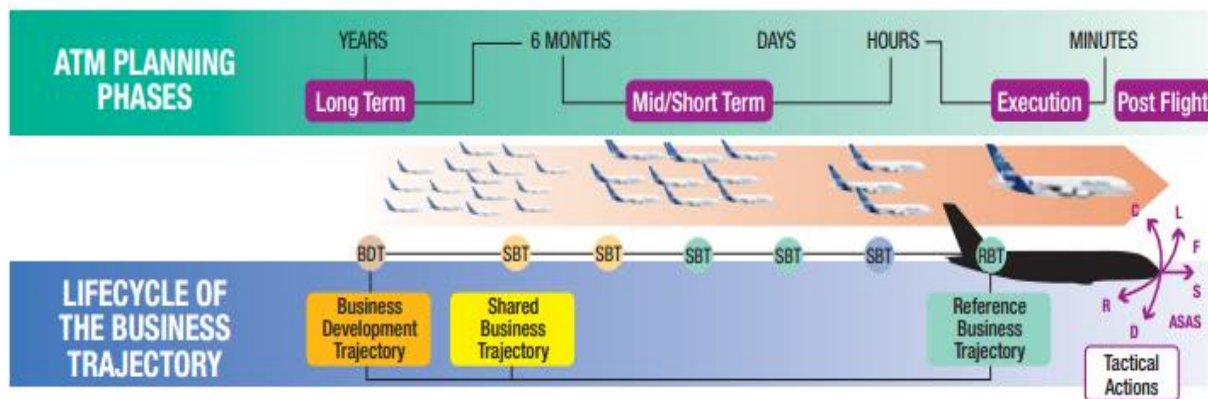 ATM PLANNING
PHASES
YEARS
6 MONTHS
DAYS
HOURS
MINUTES
Long Term
Mid/Short Term
Execution
Post Flight
BDT
SBT
SBT
SBT
SBT
SBT
RBT
C
L
F
S
R
D
ASAS
LIFECYCLE OF
THE BUSINESS
TRAJECTORY
Business
Development
Trajectory
Shared
Business
Trajectory
Reference
Business
Trajectory
Tactical
Actions